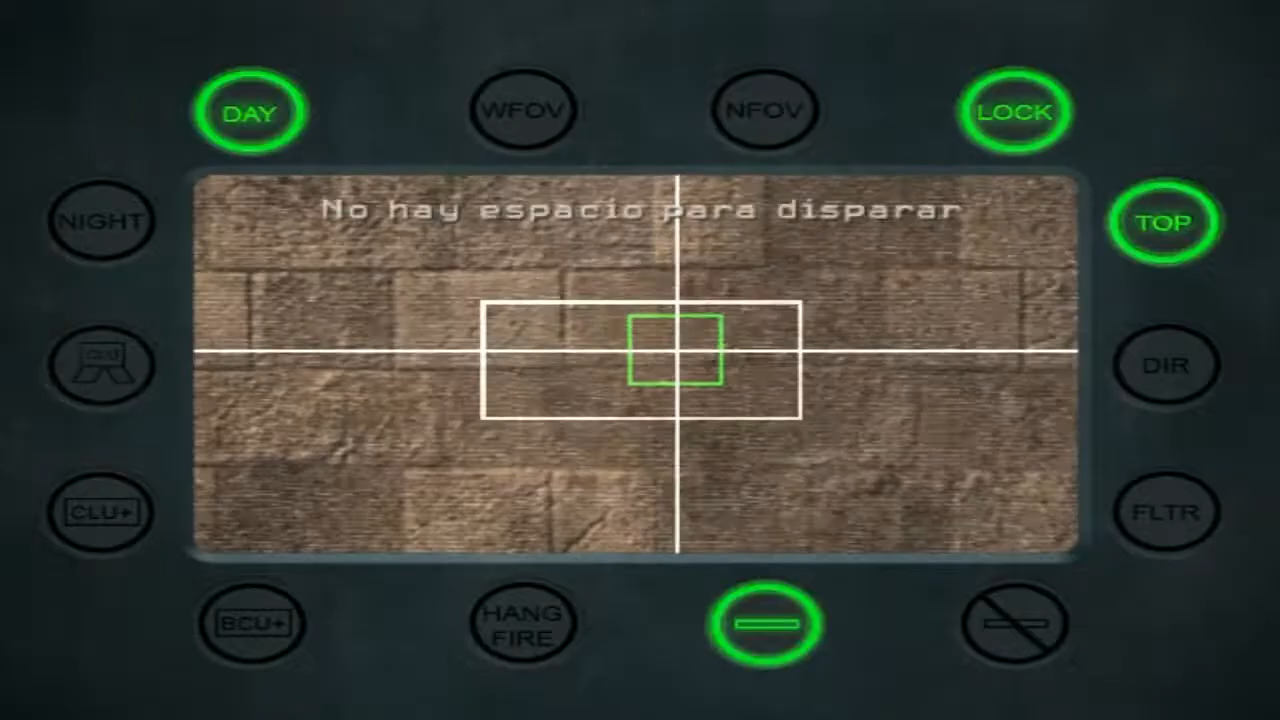 DAY
WFOV
NFOV
LOCK
NIGHT
No hay espacio para disparar
TOP
DIR
CLU+
FLTR
BCU+
HANG
FIRE